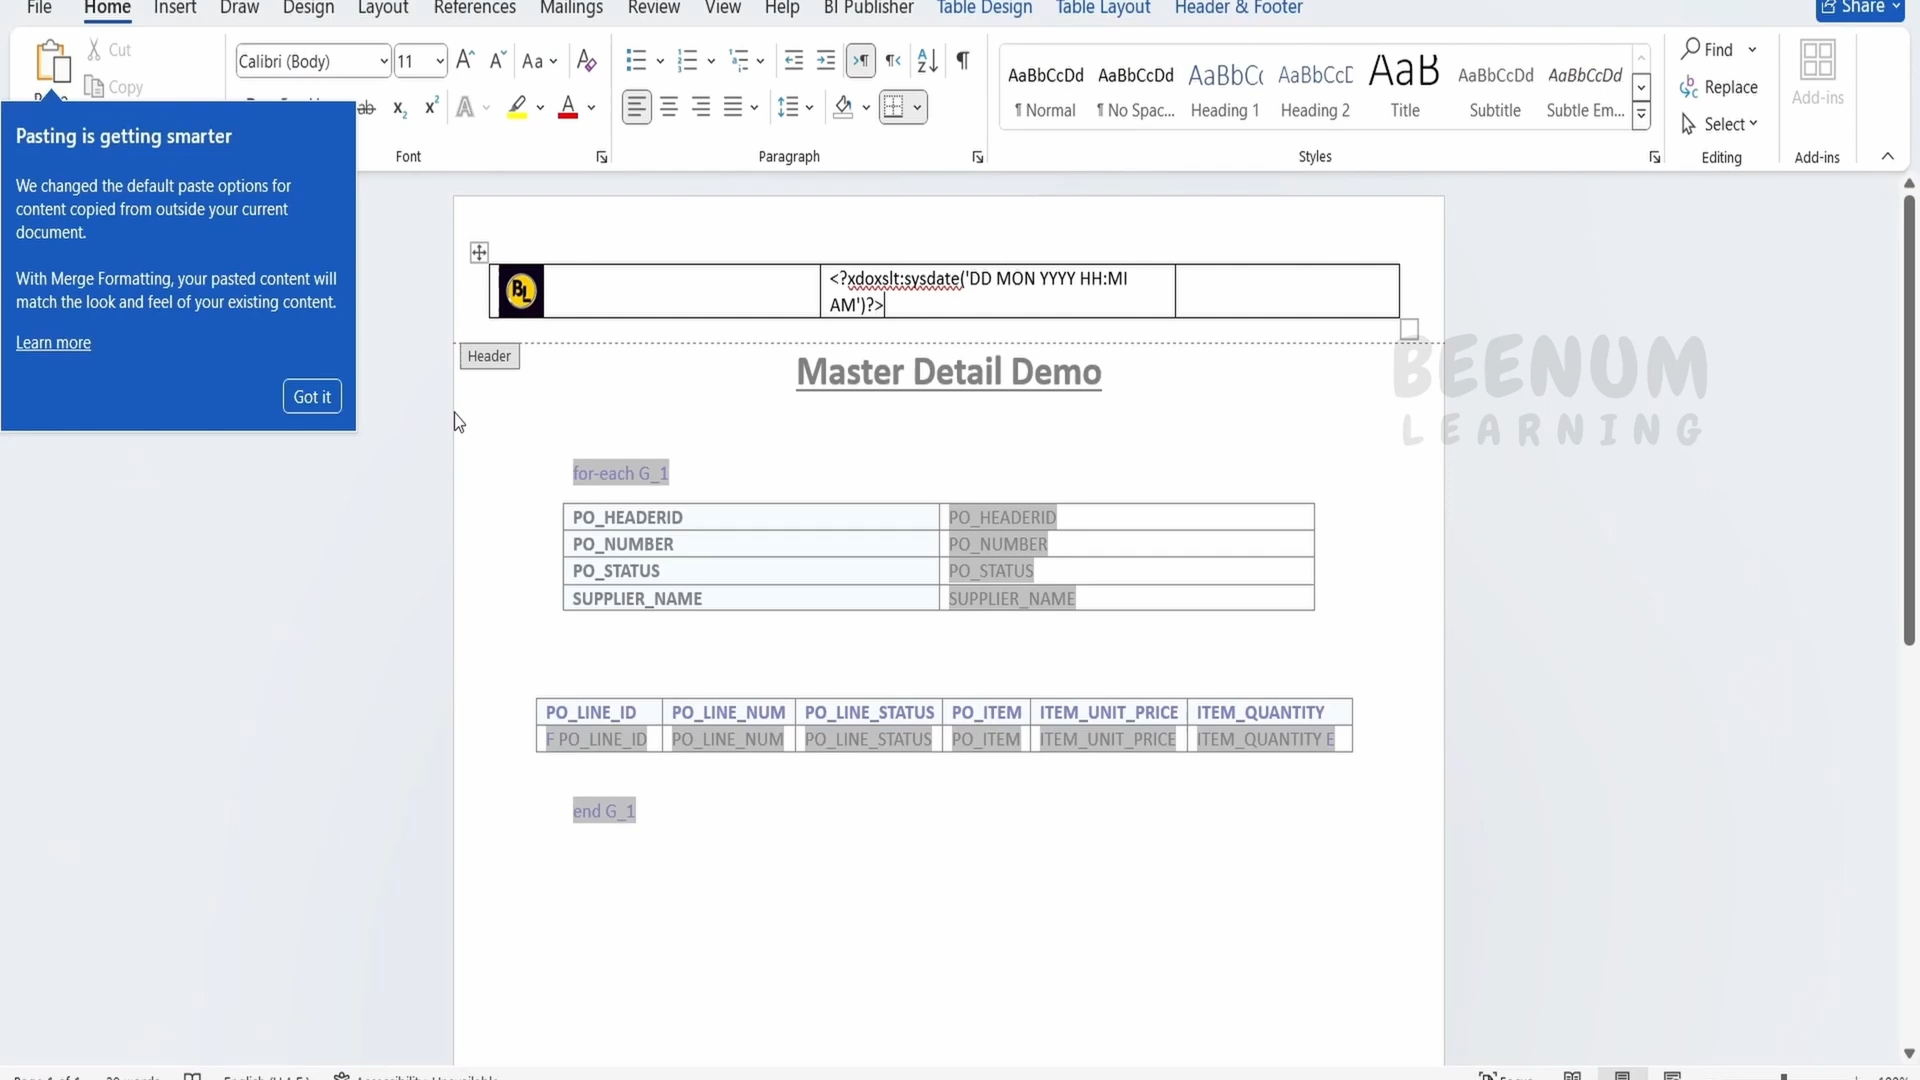 File Home Insert Draw Design Layout References Mailings Review View Help BI Publisher Table Design Table Layout Header & Footer Share
Cut
Copy
Calibri (Body) 11 Aa
Font
Paragraph
AaBbCcDd AaBbCcDd AaBbC AaBbCcD AaB AaBbCcDd AaBbCcDd
¶ Normal ¶ No Spac... Heading 1 Heading 2 Title Subtitle Subtle Em...
Styles
Find
Replace
Select
Editing
Add-ins
Add-ins
Pasting is getting smarter
We changed the default paste options for
content copied from outside your current
document.
With Merge Formatting, your pasted content will
match the look and feel of your existing content.
Learn more
Got it
BL
<?xdoxslt:sysdate('DD MON YYYY HH:MI
AM')?>
Header
Master Detail Demo
BEENUM
LEARNING
for-each G_1
PO_HEADERID PO_HEADERID
PO_NUMBER PO_NUMBER
PO_STATUS PO_STATUS
SUPPLIER_NAME SUPPLIER_NAME
PO_LINE_ID PO_LINE_NUM PO_LINE_STATUS PO_ITEM ITEM_UNIT_PRICE ITEM_QUANTITY
F PO_LINE_ID PO_LINE_NUM PO_LINE_STATUS PO_ITEM ITEM_UNIT_PRICE ITEM_QUANTITY E
end G_1